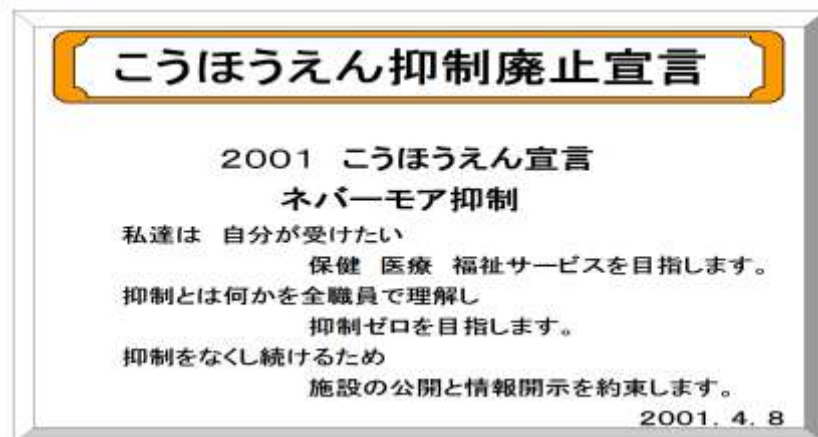 こうほうえん抑制廃止宣言
2001 こうほうえん宣言
ネバーモア抑制
私達は 自分が受けたい
保健 医療 福祉サービスを目指します。
抑制とは何かを全職員で理解し
抑制ゼロを目指します。
抑制をなくし続けるため
施設の公開と情報開示を約束します。
2001.4.8